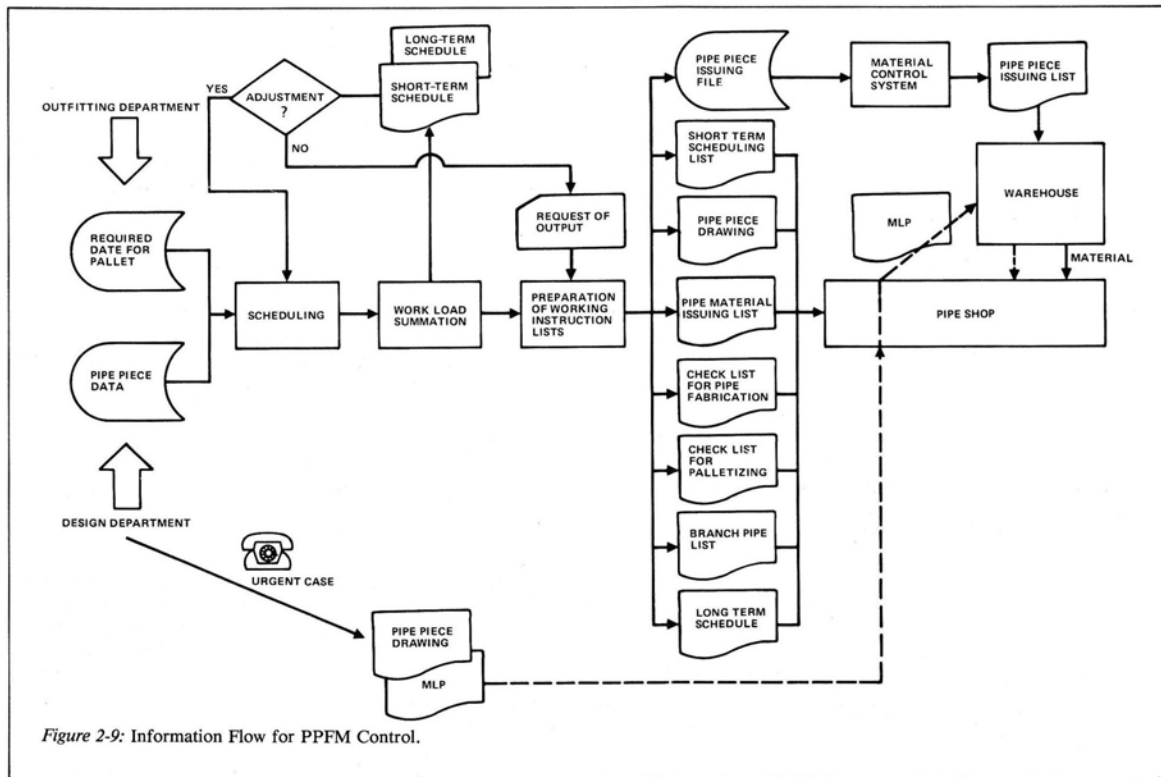 LONG-TERM
SCHEDULE
SHORT-TERM
SCHEDULE
YES
ADJUSTMENT
?
NO
OUTFITTING DEPARTMENT
REQUIRED
DATE FOR
PALLET
PIPE PIECE
DATA
DESIGN DEPARTMENT
SCHEDULING
WORK LOAD
SUMMATION
REQUEST OF
OUTPUT
PREPARATION
OF WORKING
INSTRUCTION
LISTS
PIPE PIECE
ISSUING
FILE
MATERIAL
CONTROL
SYSTEM
PIPE PIECE
ISSUING LIST
SHORT TERM
SCHEDULING
LIST
PIPE PIECE
DRAWING
PIPE MATERIAL
ISSUING LIST
CHECK LIST
FOR PIPE
FABRICATION
CHECK LIST
FOR
PALLETIZING
BRANCH PIPE
LIST
LONG TERM
SCHEDULE
MLP
WAREHOUSE
MATERIAL
PIPE SHOP
URGENT CASE
PIPE PIECE
DRAWING
MLP
Figure 2-9: Information Flow for PPFM Control.